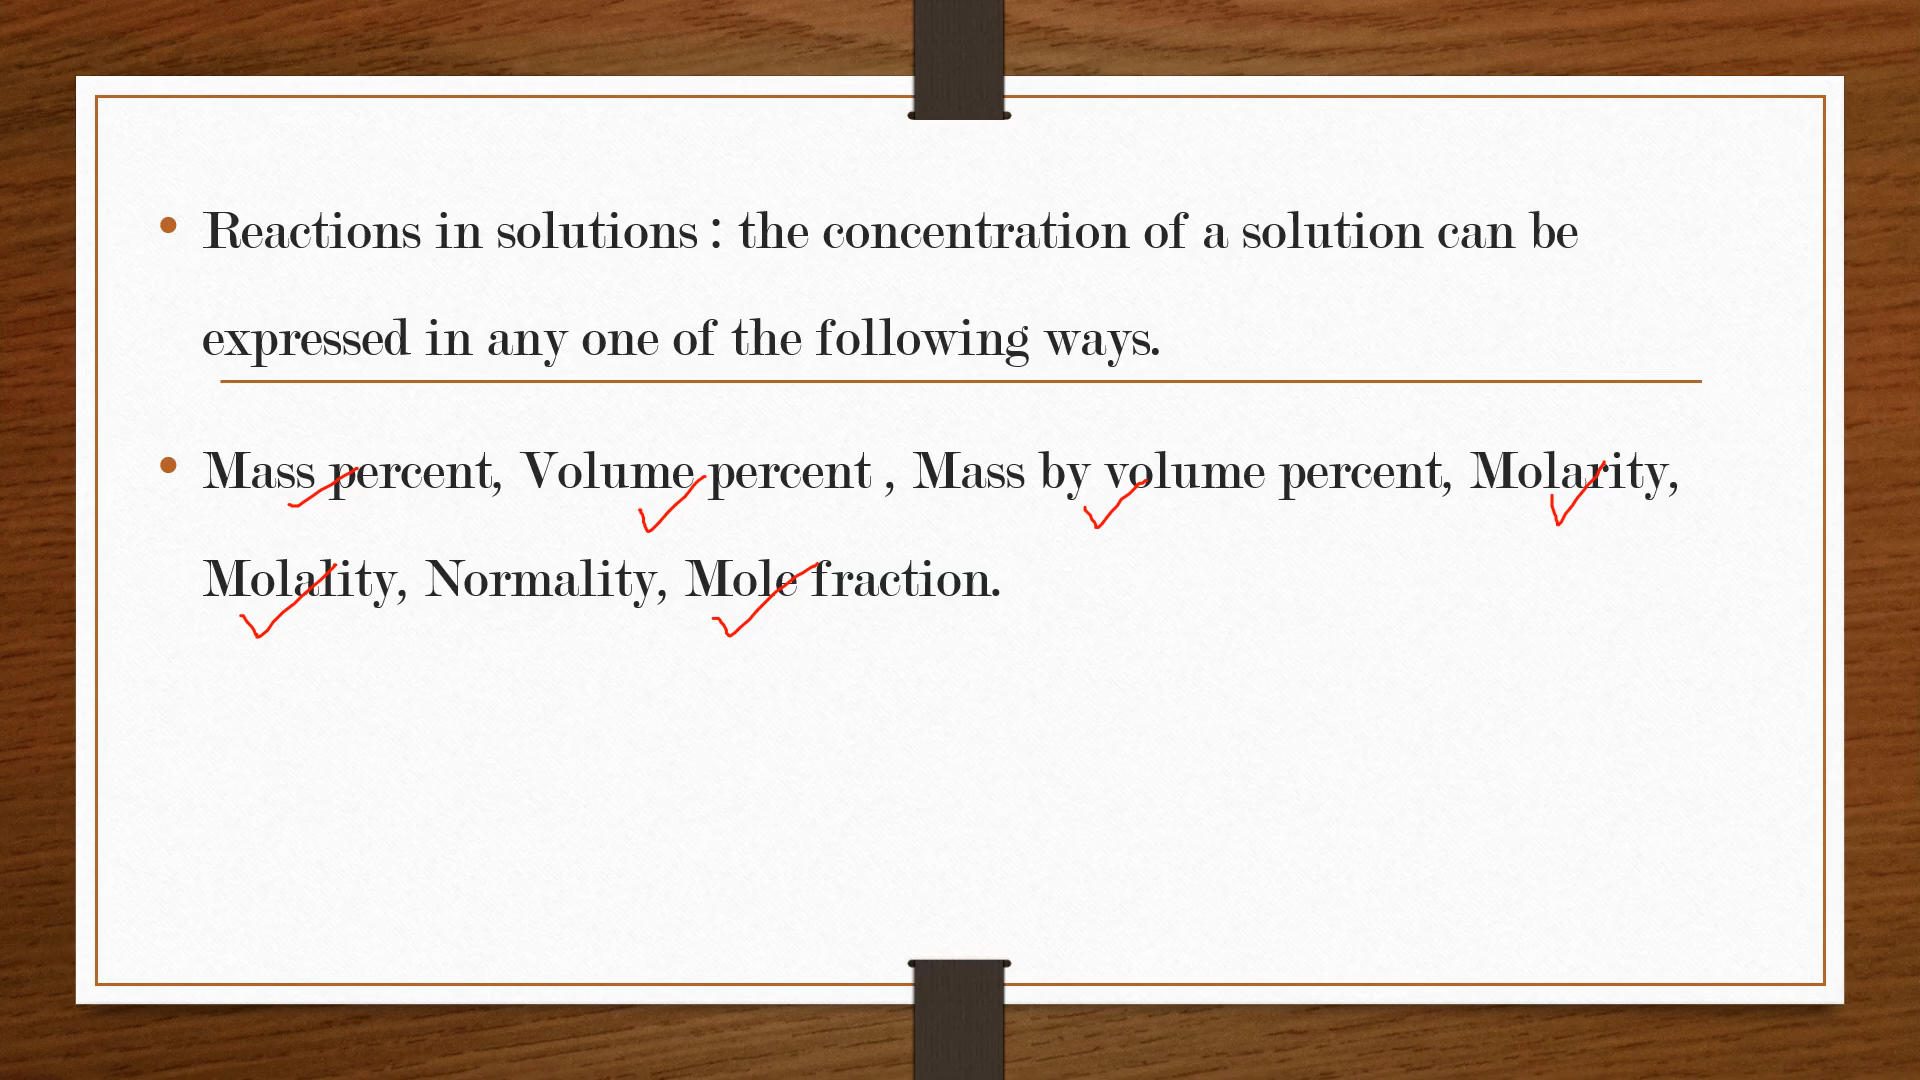 • Reactions in solutions : the concentration of a solution can be
expressed in any one of the following ways.
• Mass percent, Volume percent , Mass by volume percent, Molarity,
Molality, Normality, Mole fraction.